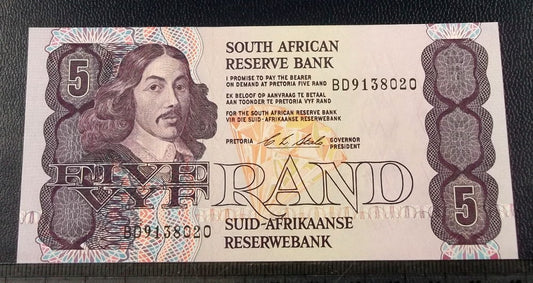 5
SOUTH AFRICAN
RESERVE BANK
I PROMISE TO PAY THE BEARER
ON DEMAND AT PRETORIA FIVE RAND
BD9138020
EK BELOOF OP AANVRAAG TE BETAAL
AAN TOONDER TE PRETORIA VYF RAND
FOR THE SOUTH AFRICAN RESERVE BANK
VIR DIE SUID-AFRIKAANSE RESERWEBANK
PRETORIA GOVERNOR
PRESIDENT
FIVE
VYF RAND
5
BD9138020
SUID-AFRIKAANSE
RESERWEBANK